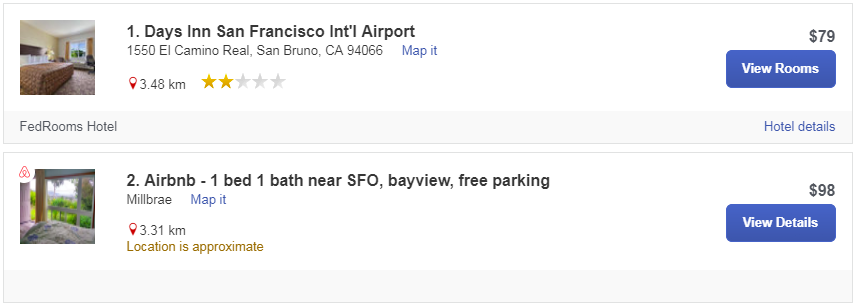 1. Days Inn San Francisco Int'l Airport
$79
1550 El Camino Real, San Bruno, CA 94066 Map it
View Rooms
3.48 km
FedRooms Hotel
Hotel details
2. Airbnb - 1 bed 1 bath near SFO, bayview, free parking
$98
Millbrae Map it
View Details
3.31 km
Location is approximate